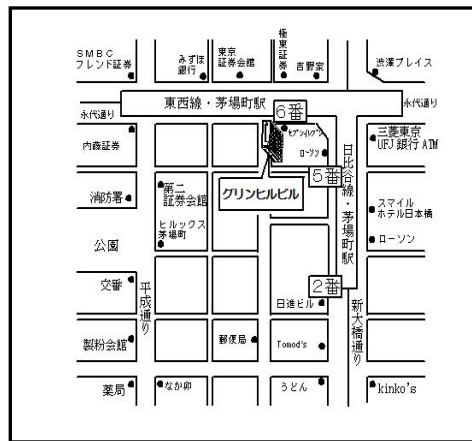 SMBC
フレンド証券
みずほ
銀行
東京
証券会館
極東証券
吉野家
渋澤プレイス
東西線・茅場町駅
6番
永代通り
永代通り
内藤証券
セブンイレブン
ローソン
三菱東京
UFJ銀行ATM
日比谷線・茅場町駅
5番
消防署
第二
証券会館
グリンヒルビル
スマイル
ホテル日本橋
ヒルックス
茅場町
ローソン
公園
交番
平成通り
2番
日進ビル
新大橋通り
製粉会館
郵便局
Tomod's
薬局
なか卯
うどん
kinko's